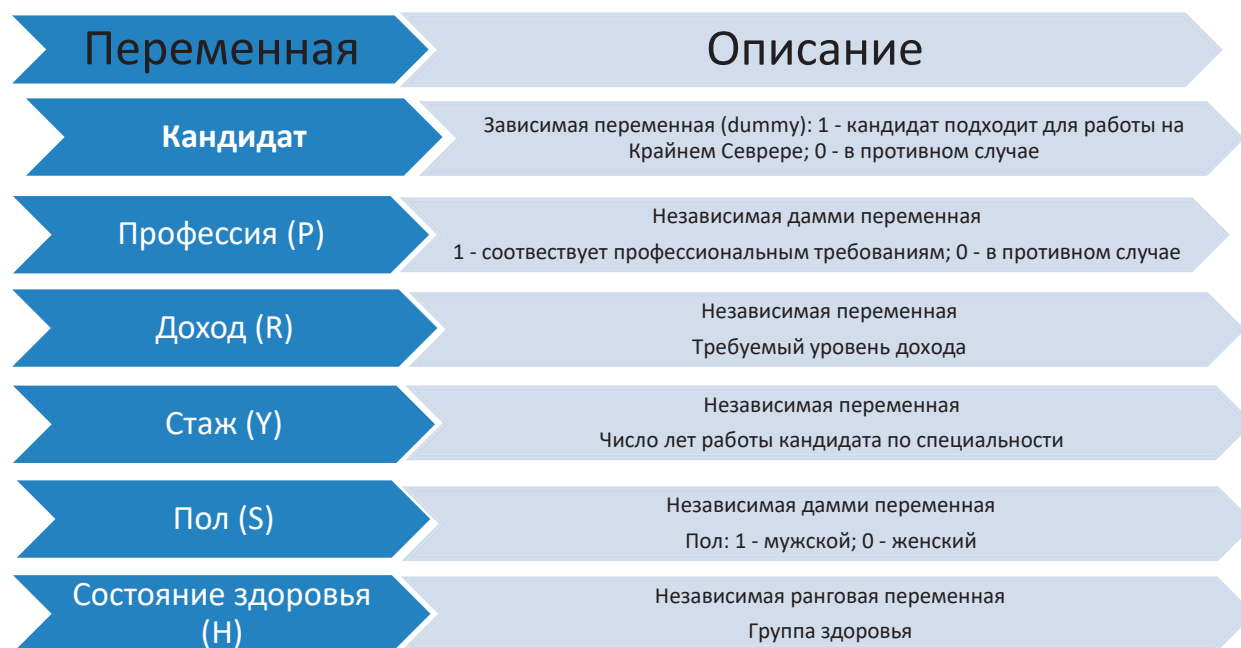 Переменная
Описание
Кандидат
Зависимая переменная (dummy): 1 - кандидат подходит для работы на
Крайнем Севрере; 0 - в противном случае
Профессия (P)
Независимая дамми переменная
1 - соотвествует профессиональным требованиям; 0 - в противном случае
Доход (R)
Независимая переменная
Требуемый уровень дохода
Стаж (Y)
Независимая переменная
Число лет работы кандидата по специальности
Пол (S)
Независимая дамми переменная
Пол: 1 - мужской; 0 - женский
Состояние здоровья
(H)
Независимая ранговая переменная
Группа здоровья